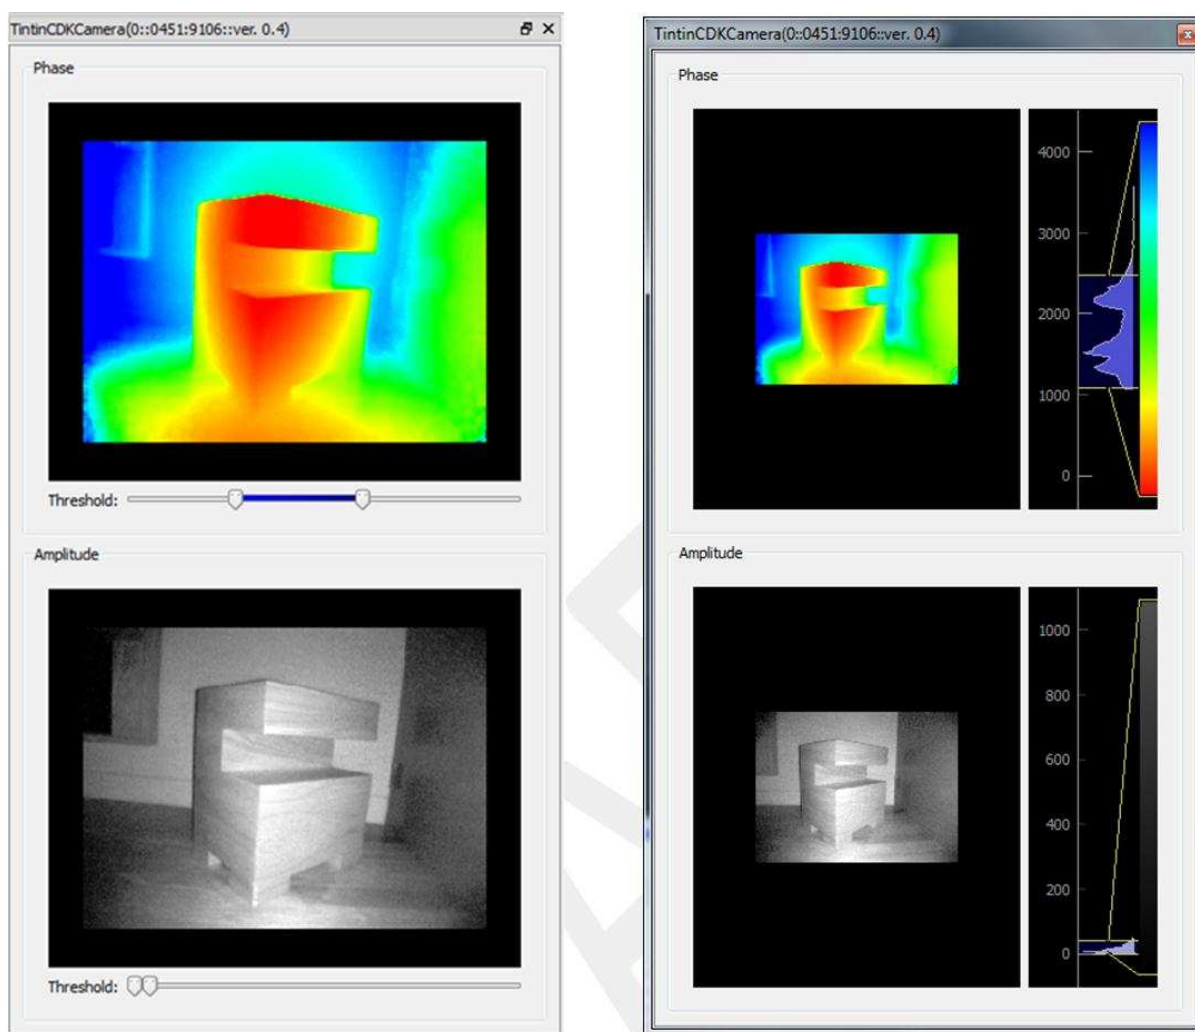 TintinCDKCamera(0::0451:9106::ver. 0.4)
Phase
Threshold:
Amplitude
Threshold:
TintinCDKCamera(0::0451:9106::ver. 0.4)
Phase
4000
3000
2000
1000
0
Amplitude
1000
800
600
400
200
0